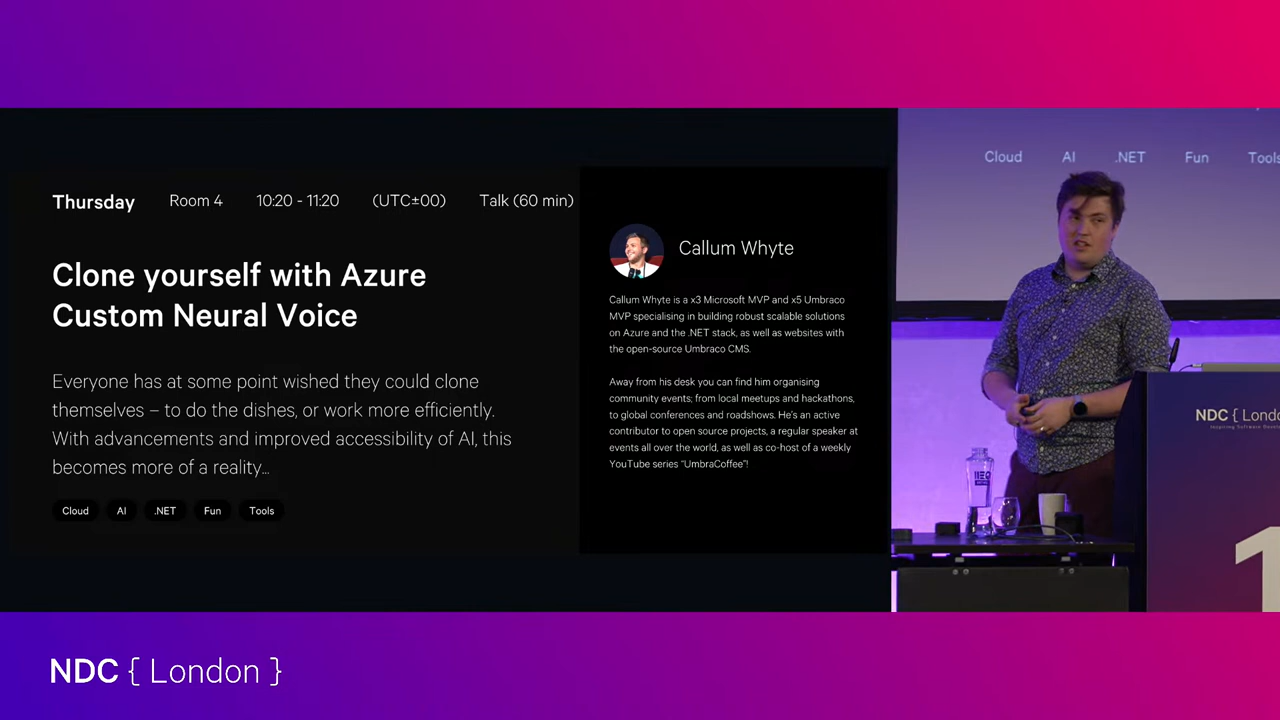 Thursday
Room 4
10:20 - 11:20
(UTC±00)
Talk (60 min)
Clone yourself with Azure
Custom Neural Voice
Everyone has at some point wished they could clone
themselves – to do the dishes, or work more efficiently.
With advancements and improved accessibility of AI, this
becomes more of a reality...
Cloud
AI
.NET
Fun
Tools
Callum Whyte
Callum Whyte is a x3 Microsoft MVP and x5 Umbraco
MVP specialising in building robust scalable solutions
on Azure and the .NET stack, as well as websites with
the open-source Umbraco CMS.
Away from his desk you can find him organising
community events; from local meetups and hackathons,
to global conferences and roadshows. He's an active
contributor to open source projects, a regular speaker at
events all over the world, as well as co-host of a weekly
YouTube series "UmbraCoffee"!
Cloud
AI
.NET
Fun
Tools
NDC { Londo
1
NDC { London }